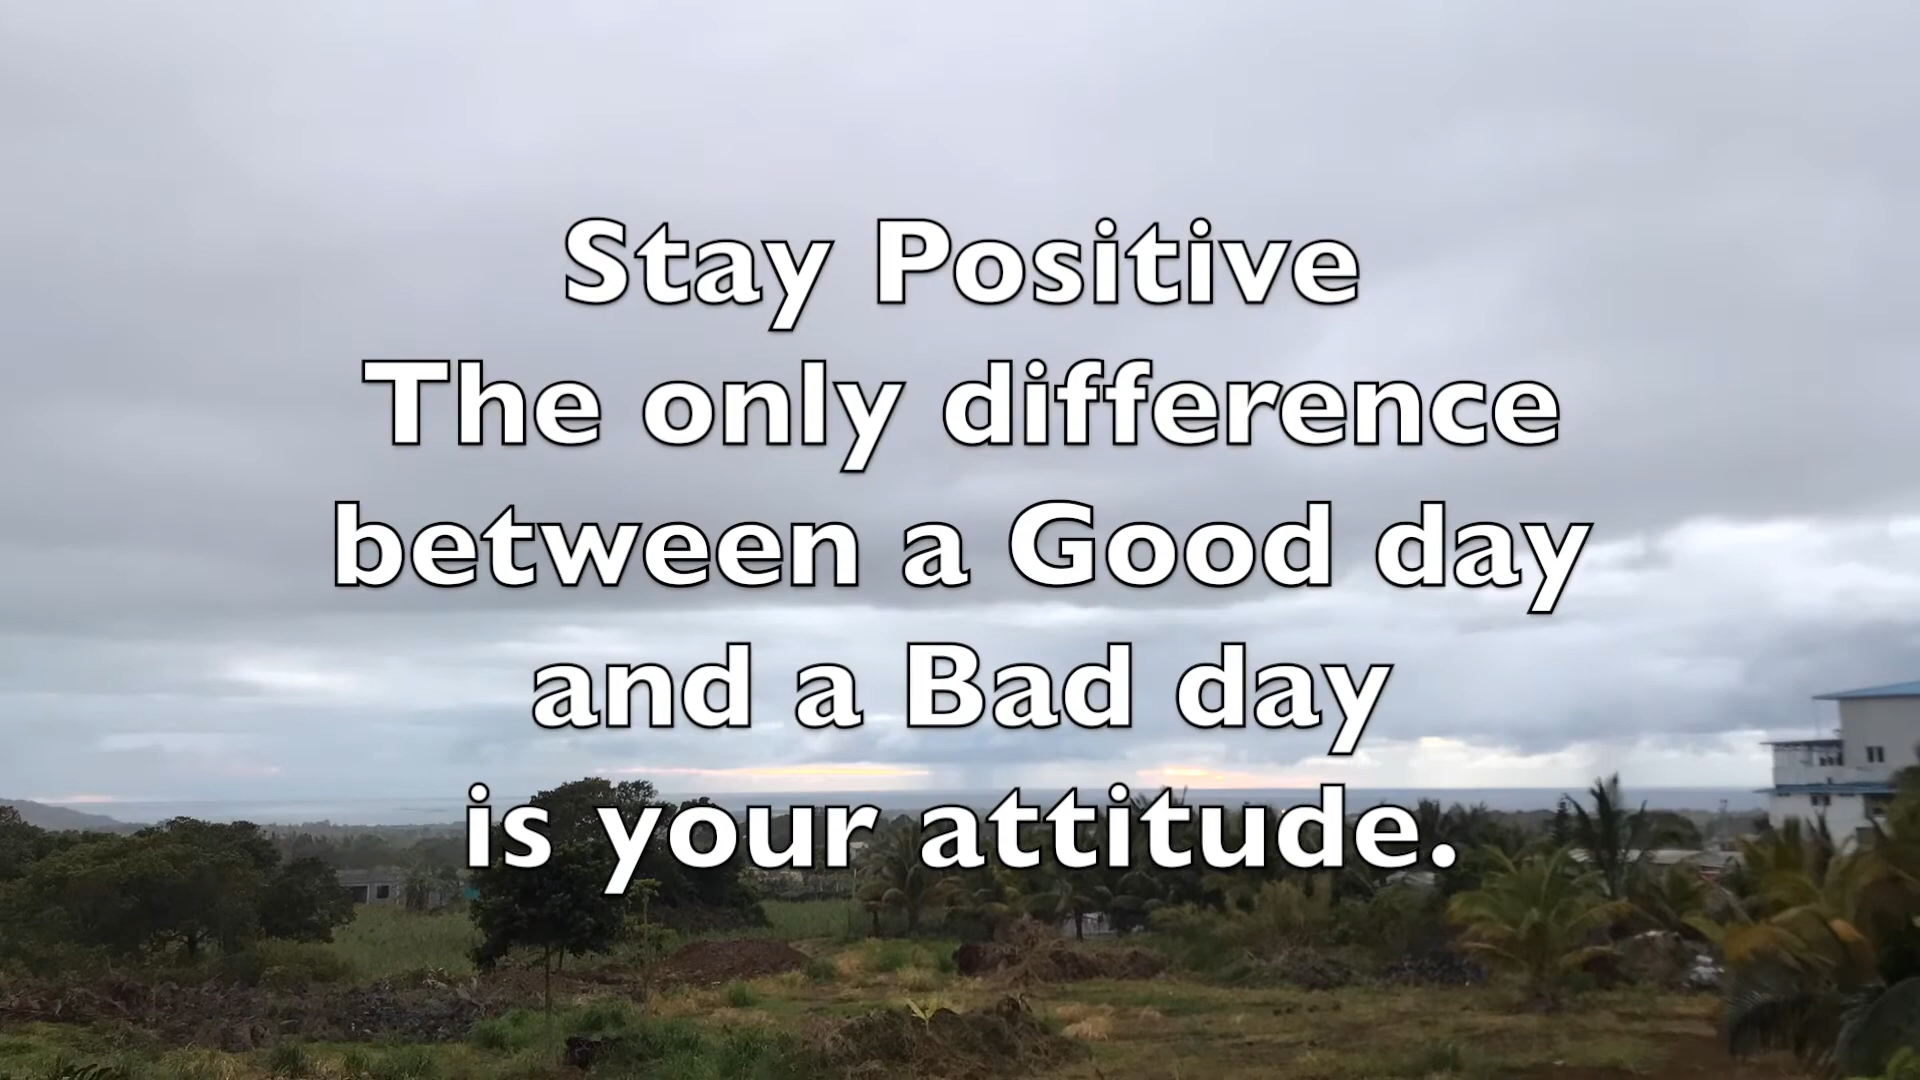 Stay Positive
The only difference
between a Good day
and a Bad day
is your attitude.